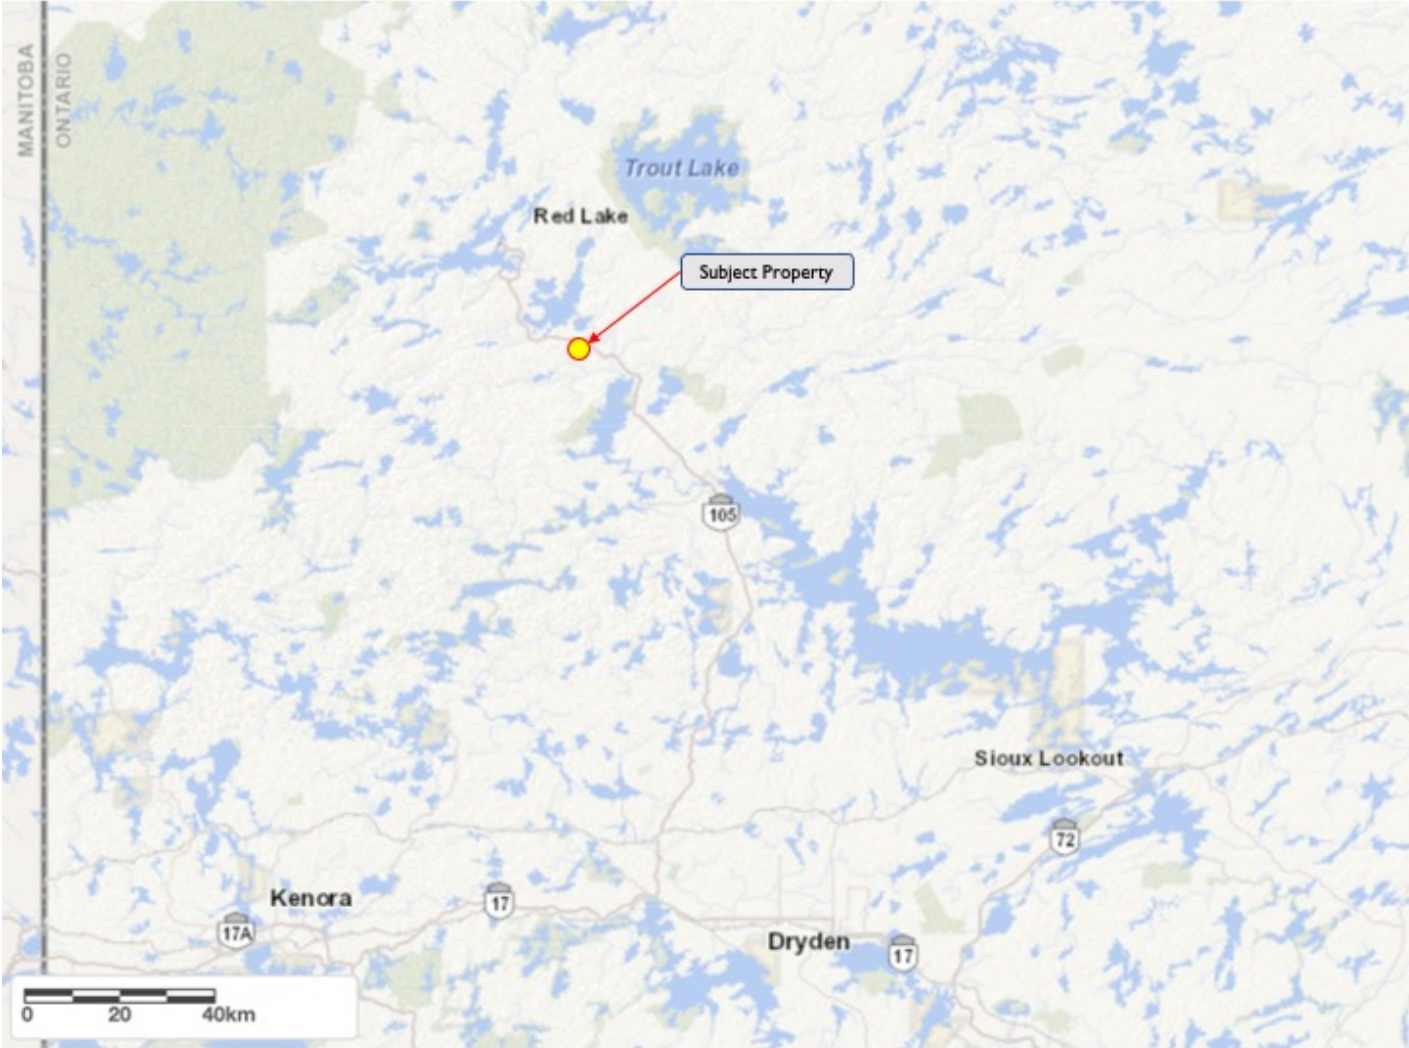 MANITOBA
ONTARIO
Trout Lake
Red Lake
Subject Property
105
Sioux Lookout
72
Kenora
17
17A
Dryden
17
0 20 40km